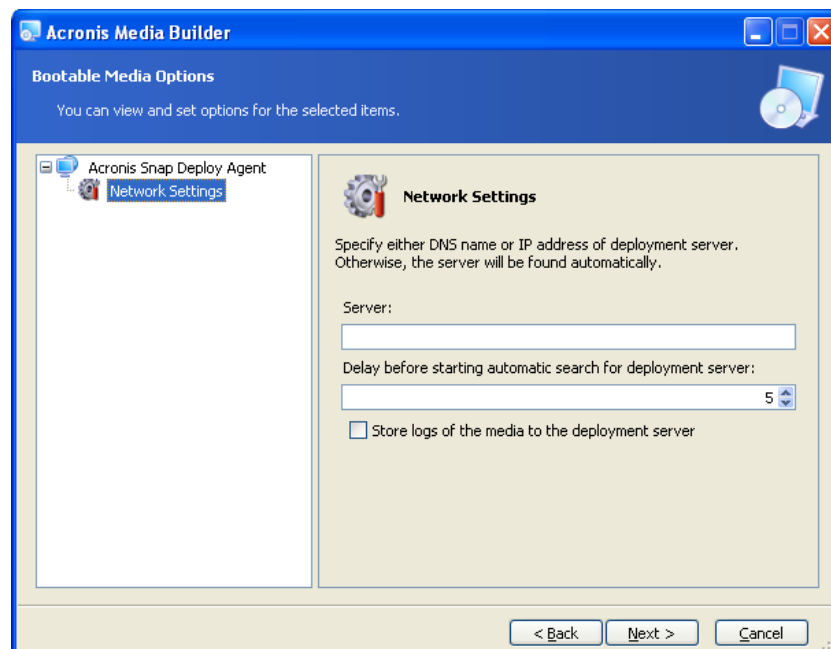 Acronis Media Builder
Bootable Media Options
You can view and set options for the selected items.
Acronis Snap Deploy Agent
Network Settings
Network Settings
Specify either DNS name or IP address of deployment server.
Otherwise, the server will be found automatically.
Server:
Delay before starting automatic search for deployment server:
5
Store logs of the media to the deployment server
< Back
Next >
Cancel